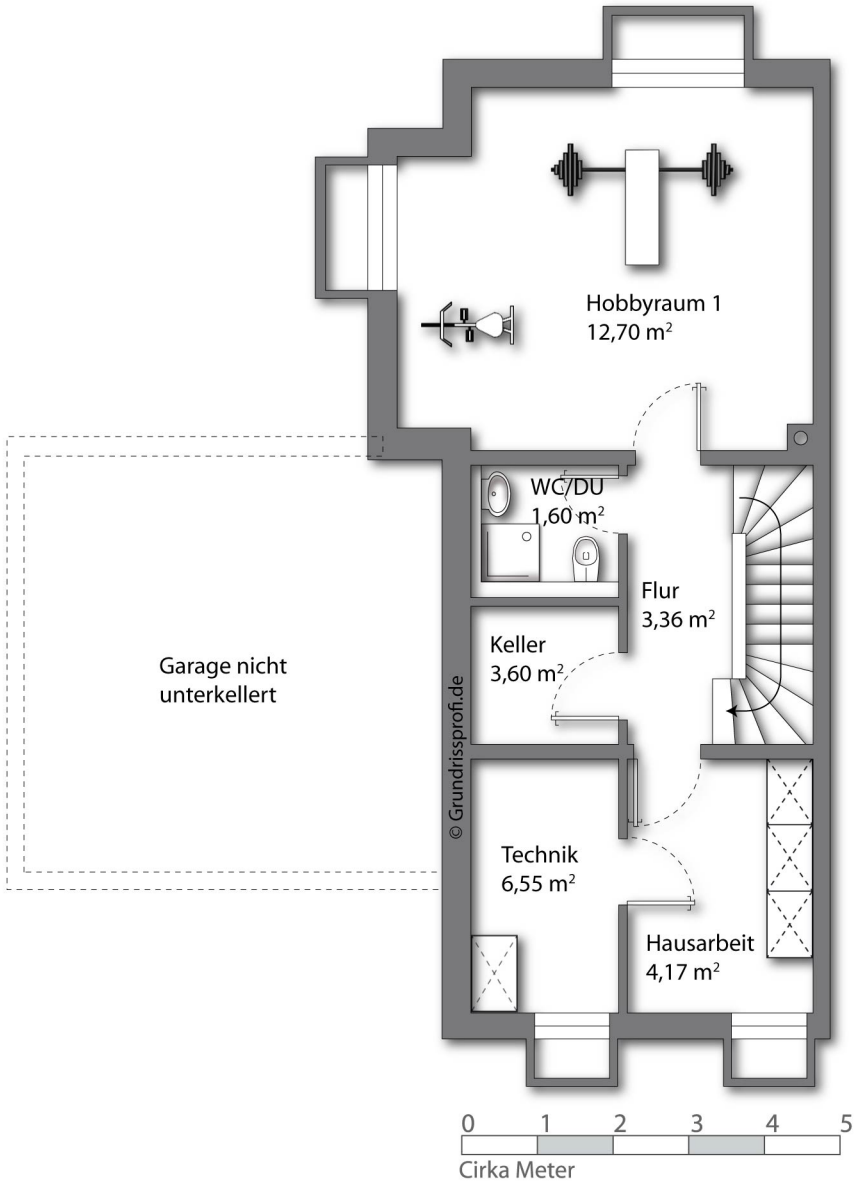 Hobbyraum 1
12,70 m²
WC/DU
1,60 m²
Flur
3,36 m²
Keller
3,60 m²
Garage nicht
unterkellert
© Grundrissprofi.de
Technik
6,55 m²
Hausarbeit
4,17 m²
0 1 2 3 4 5
Cirka Meter